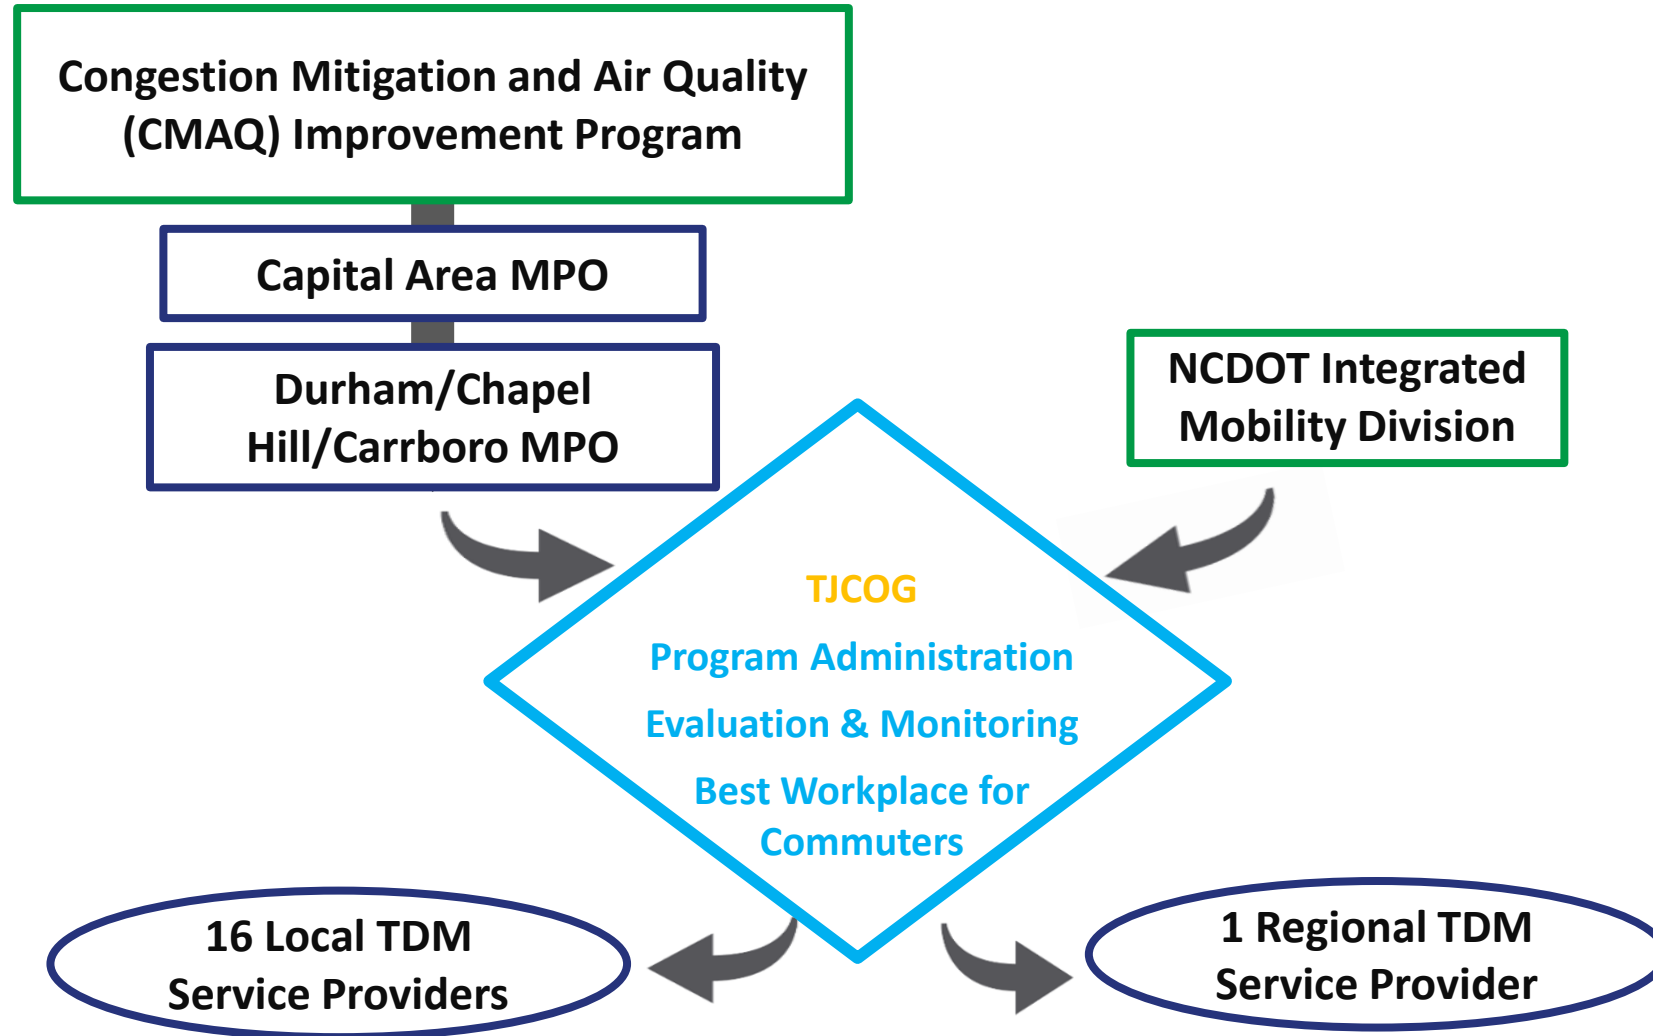 Congestion Mitigation and Air Quality
(CMAQ) Improvement Program
Capital Area MPO
Durham/Chapel
Hill/Carrboro MPO
NCDOT Integrated
Mobility Division
TJCOG
Program Administration
Evaluation & Monitoring
Best Workplace for
Commuters
16 Local TDM
Service Providers
1 Regional TDM
Service Provider